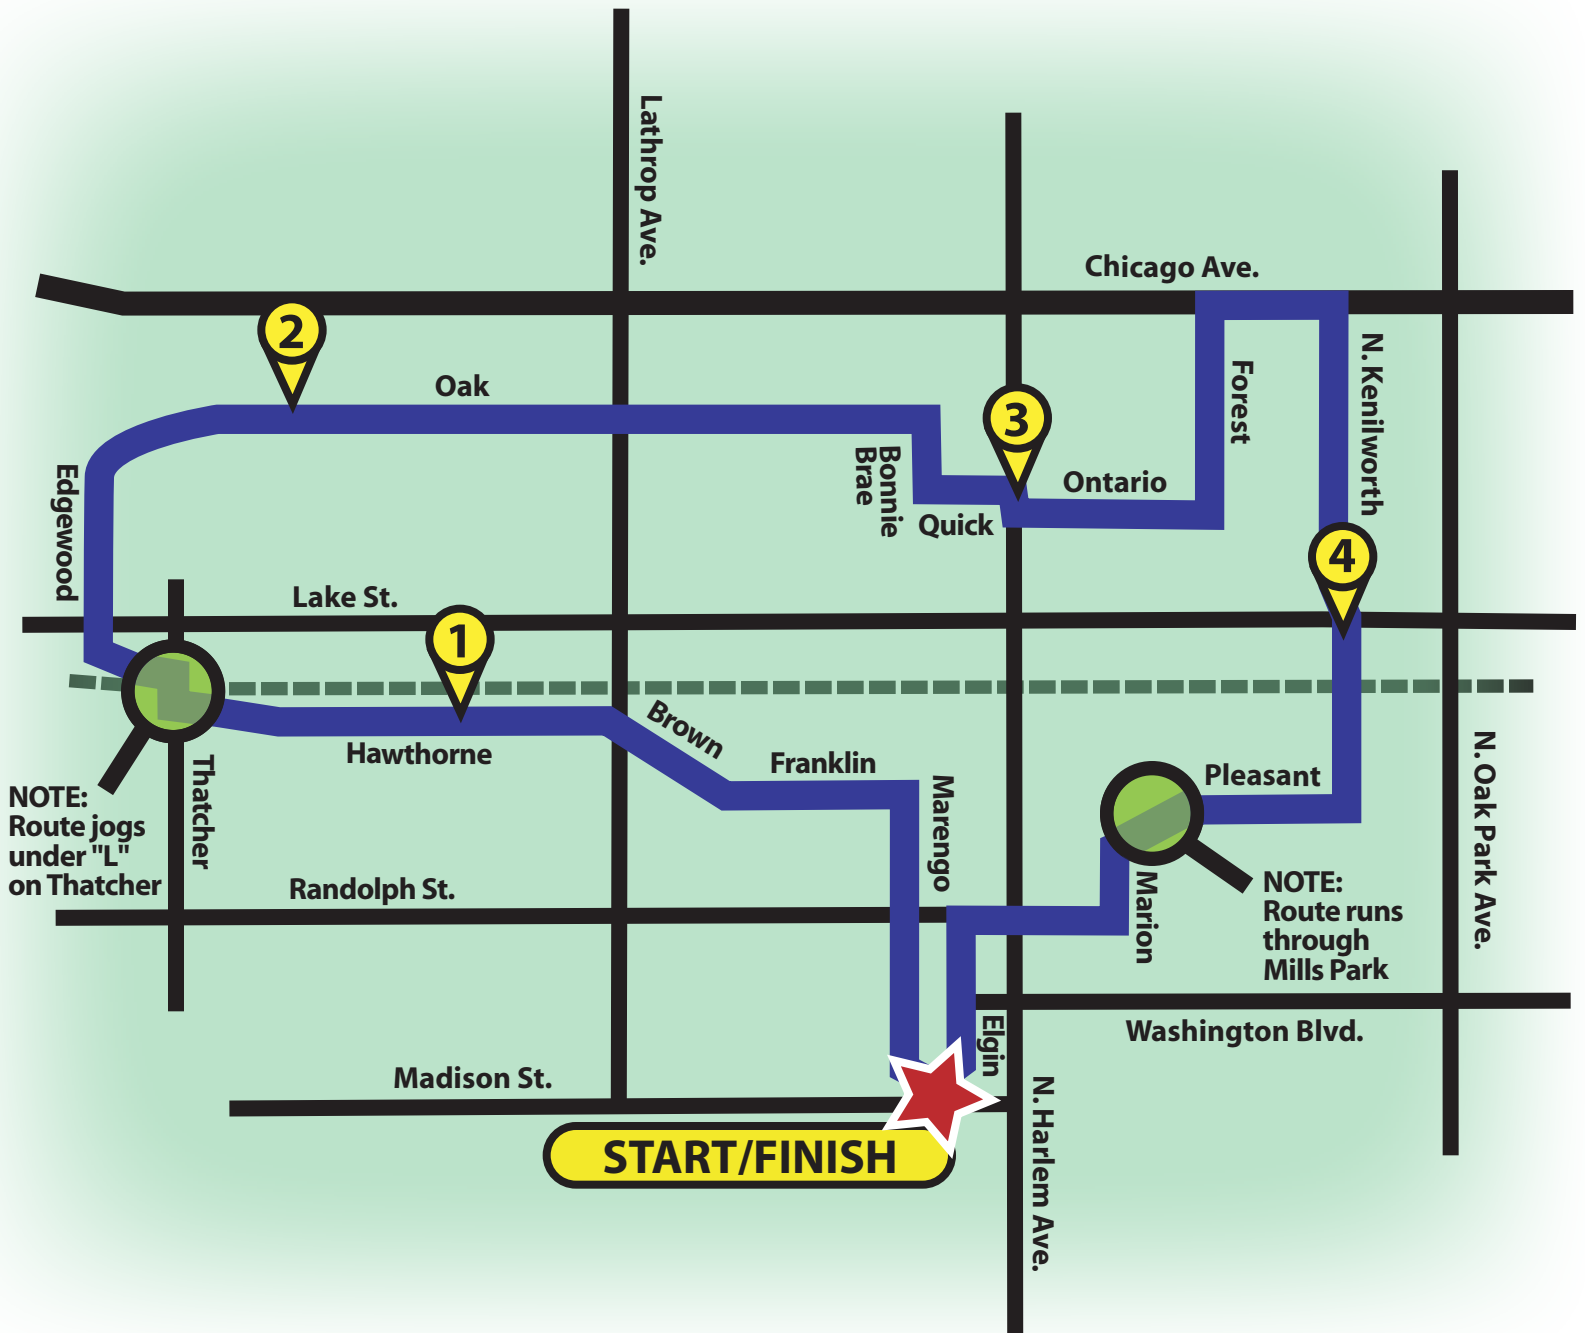 Lathrop Ave.
Chicago Ave.
2
Oak
3
Forest
N. Kenilworth
Bonnie
Brae
Ontario
Quick
Edgewood
4
Lake St.
1
Brown
Hawthorne
Franklin
Pleasant
Thatcher
Marengo
N. Oak Park Ave.
NOTE:
Route jogs
under "L"
on Thatcher
Randolph St.
Marion
NOTE:
Route runs
through
Mills Park
Elgin
Washington Blvd.
Madison St.
N. Harlem Ave.
START/FINISH